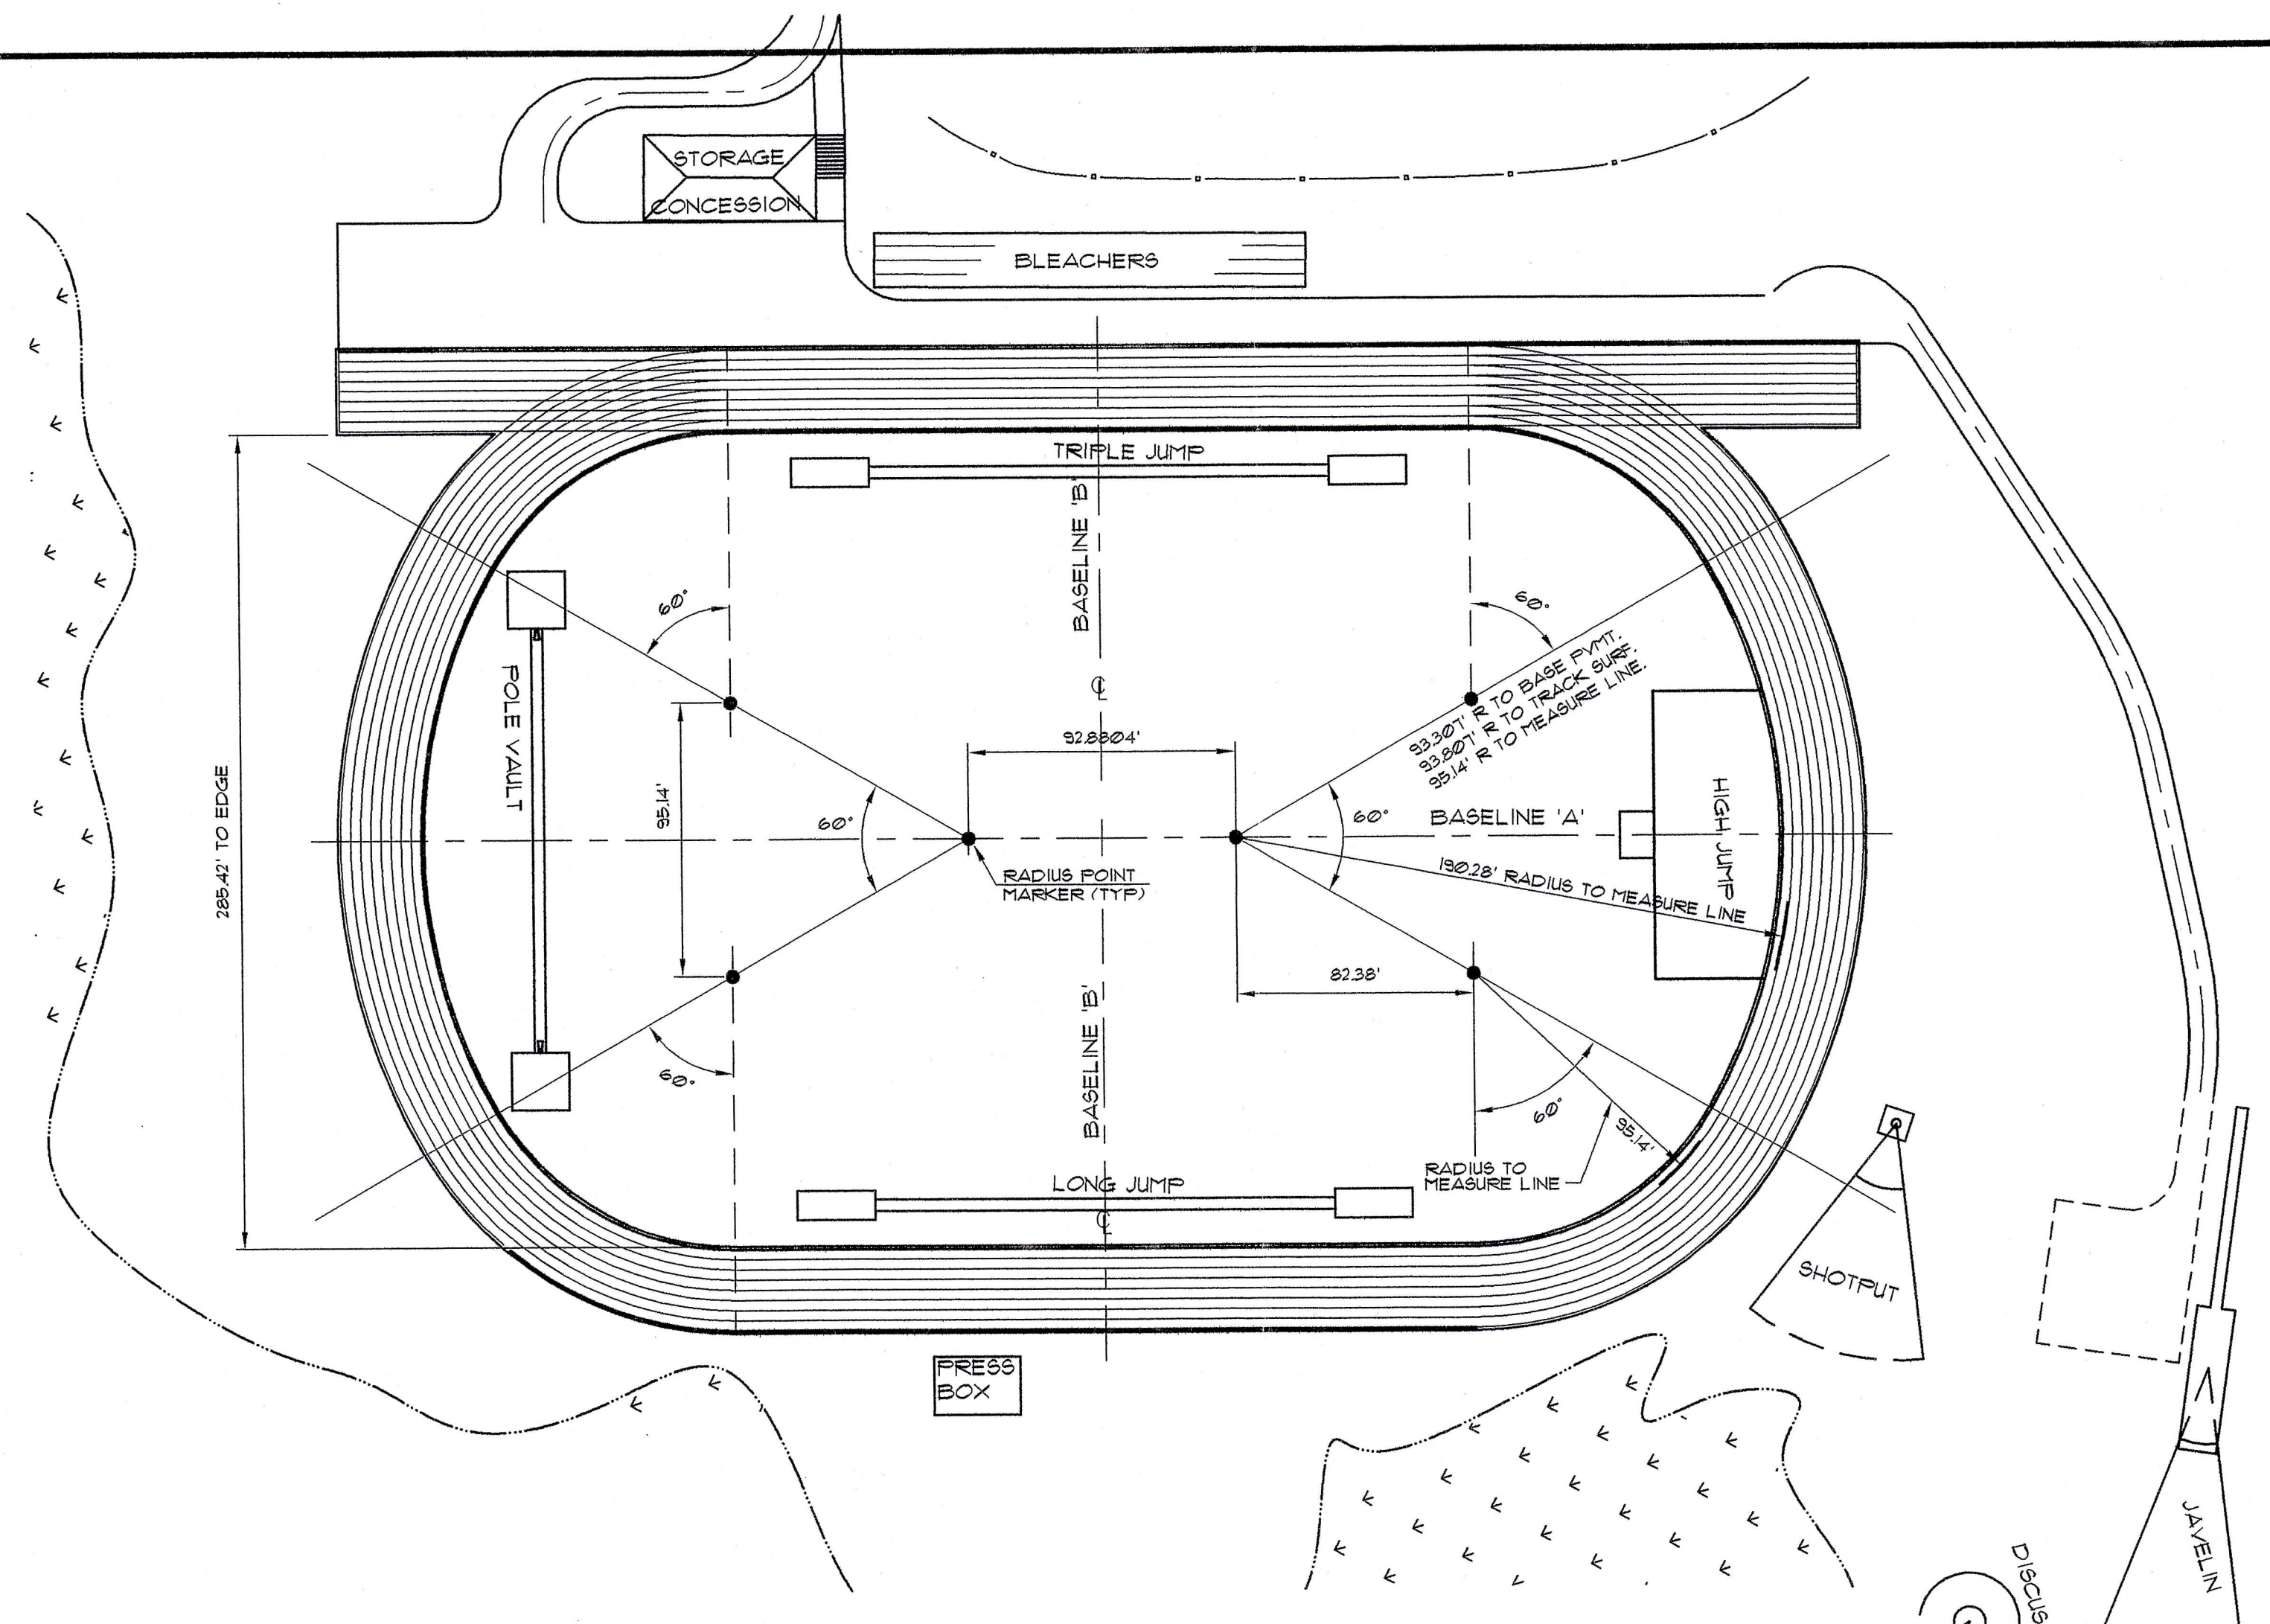 STORAGE
CONCESSION
BLEACHERS
TRIPLE JUMP
BASELINE 'B'
60°
60°
POLE VAULT
℄
93.307' R TO BASE PVMT.
93.807' R TO TRACK SURF.
95.14' R TO MEASURE LINE.
92.8804'
285.42' TO EDGE
95.14'
60°
60°
BASELINE 'A'
HIGH JUMP
190.28' RADIUS TO MEASURE LINE
RADIUS POINT
MARKER (TYP)
82.38'
BASELINE 'B'
60°
60°
95.14'
RADIUS TO
MEASURE LINE
LONG JUMP
℄
SHOTPUT
PRESS
BOX
JAVELIN
DISCUS